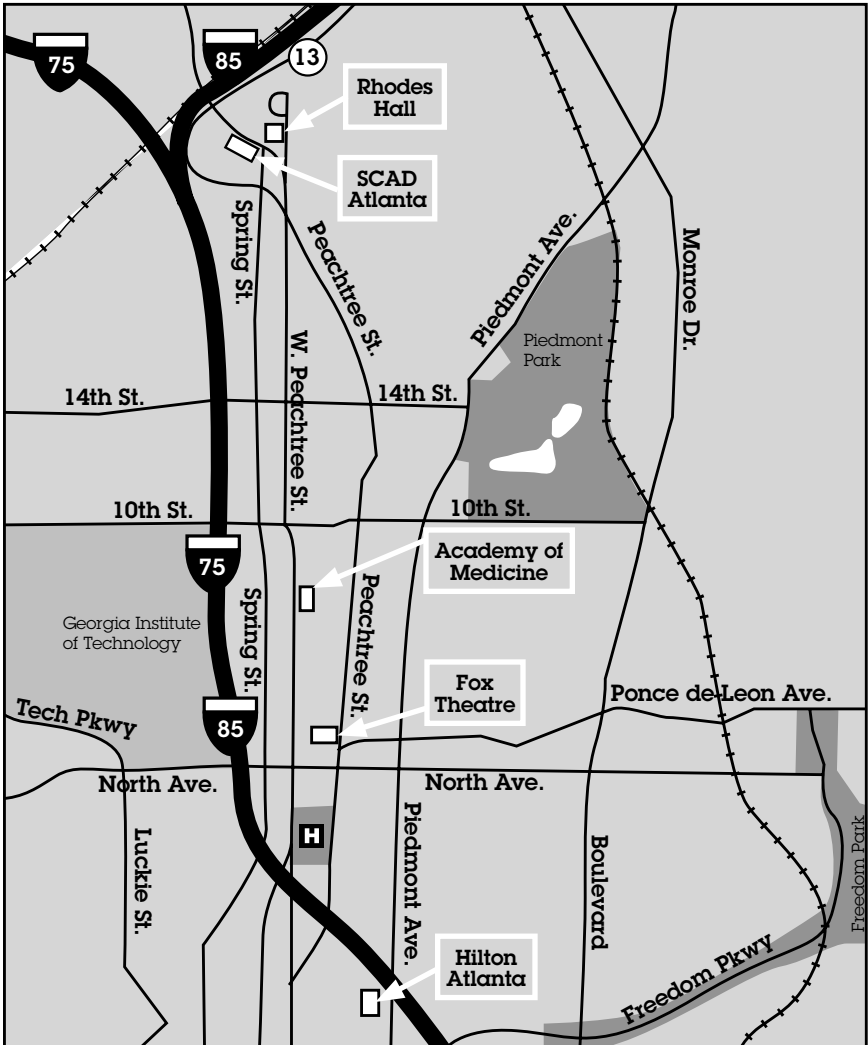 75
85
13
Rhodes
Hall
SCAD
Atlanta
Spring St.
Peachtree St.
Piedmont Ave.
Monroe Dr.
Piedmont
Park
W. Peachtree St.
14th St.
14th St.
10th St.
10th St.
Academy of
Medicine
75
Georgia Institute
of Technology
Spring St.
Peachtree St.
Fox
Theatre
Ponce de Leon Ave.
Tech Pkwy
85
North Ave.
North Ave.
H
Luckie St.
Piedmont Ave.
Boulevard
Freedom Park
Hilton
Atlanta
Freedom Pkwy